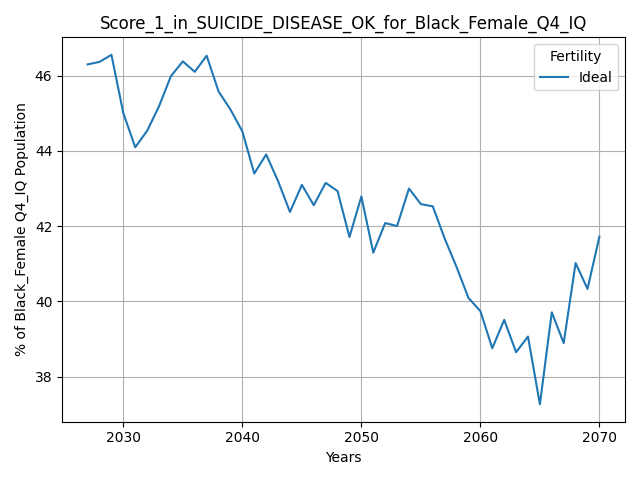 Score_1_in_SUICIDE_DISEASE_OK_for_Black_Female_Q4_IQ
Fertility
Ideal
% of Black_Female Q4_IQ Population
46
44
42
40
38
2030 2040 2050 2060 2070
Years